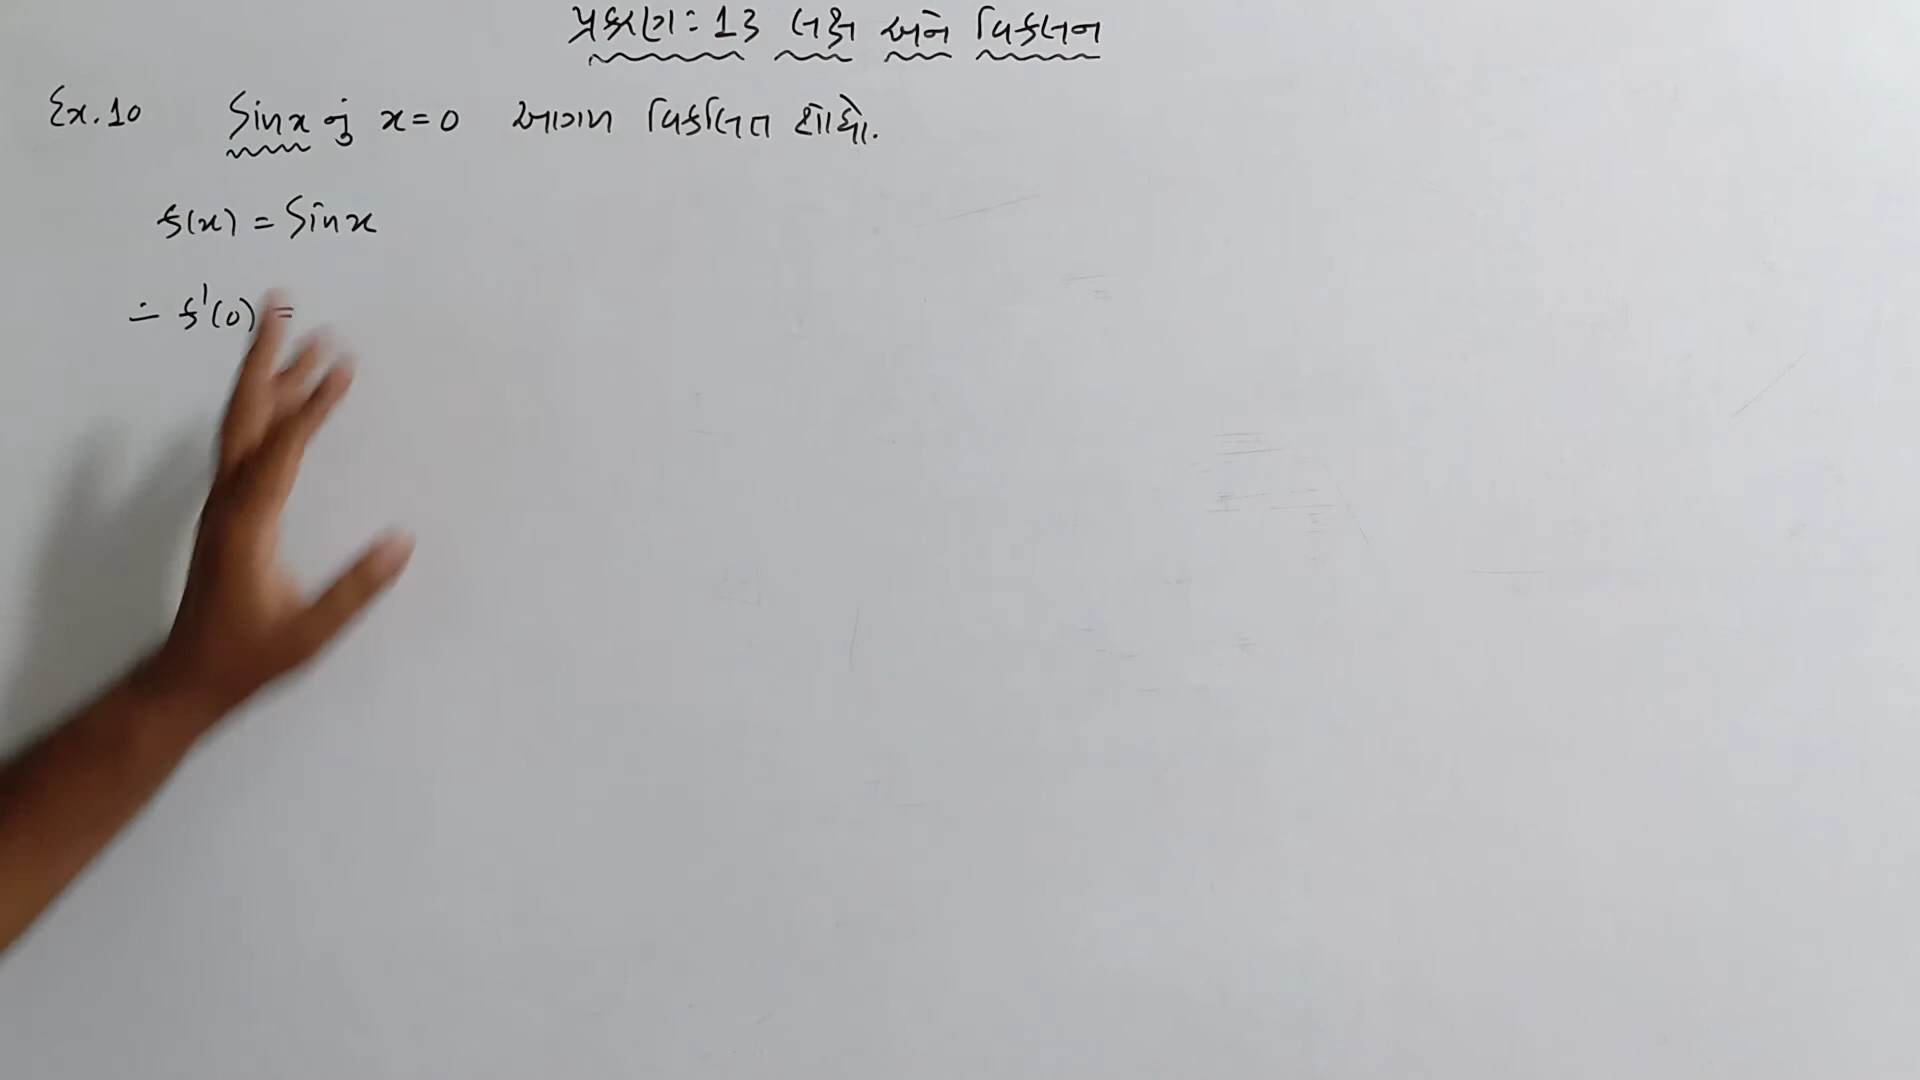 પ્રકરણ: 13 લક્ષ અને વિકલન
Ex. 10 Sinx નું x=0 આગળ વિકલિત શોધો.
f(x) = Sinx
∴ f'(0) =